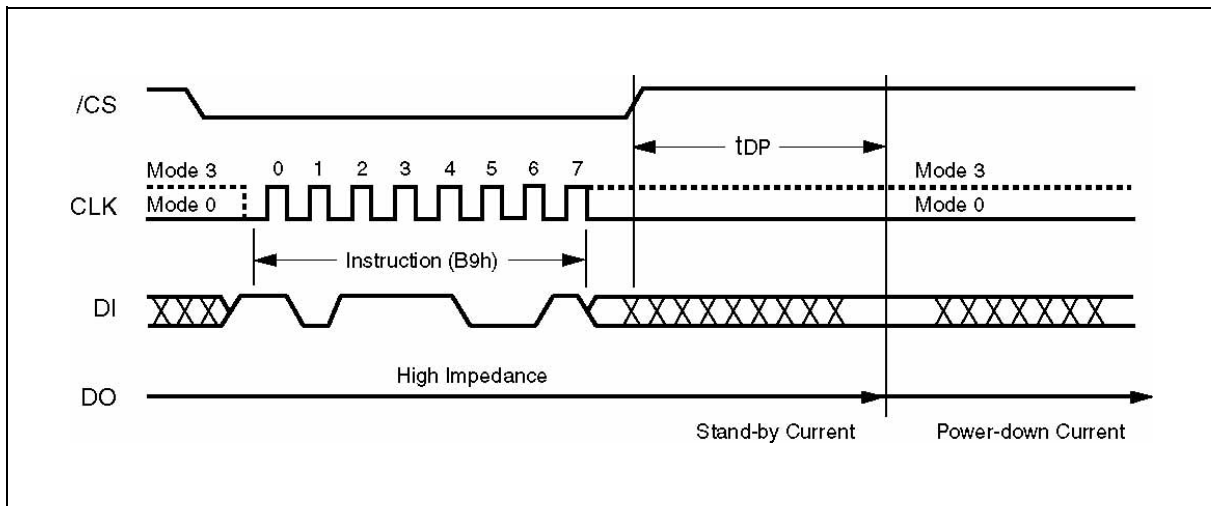 /CS
tDP
Mode 3 0 1 2 3 4 5 6 7 Mode 3
CLK Mode 0 Mode 0
Instruction (B9h)
DI
High Impedance
DO
Stand-by Current Power-down Current